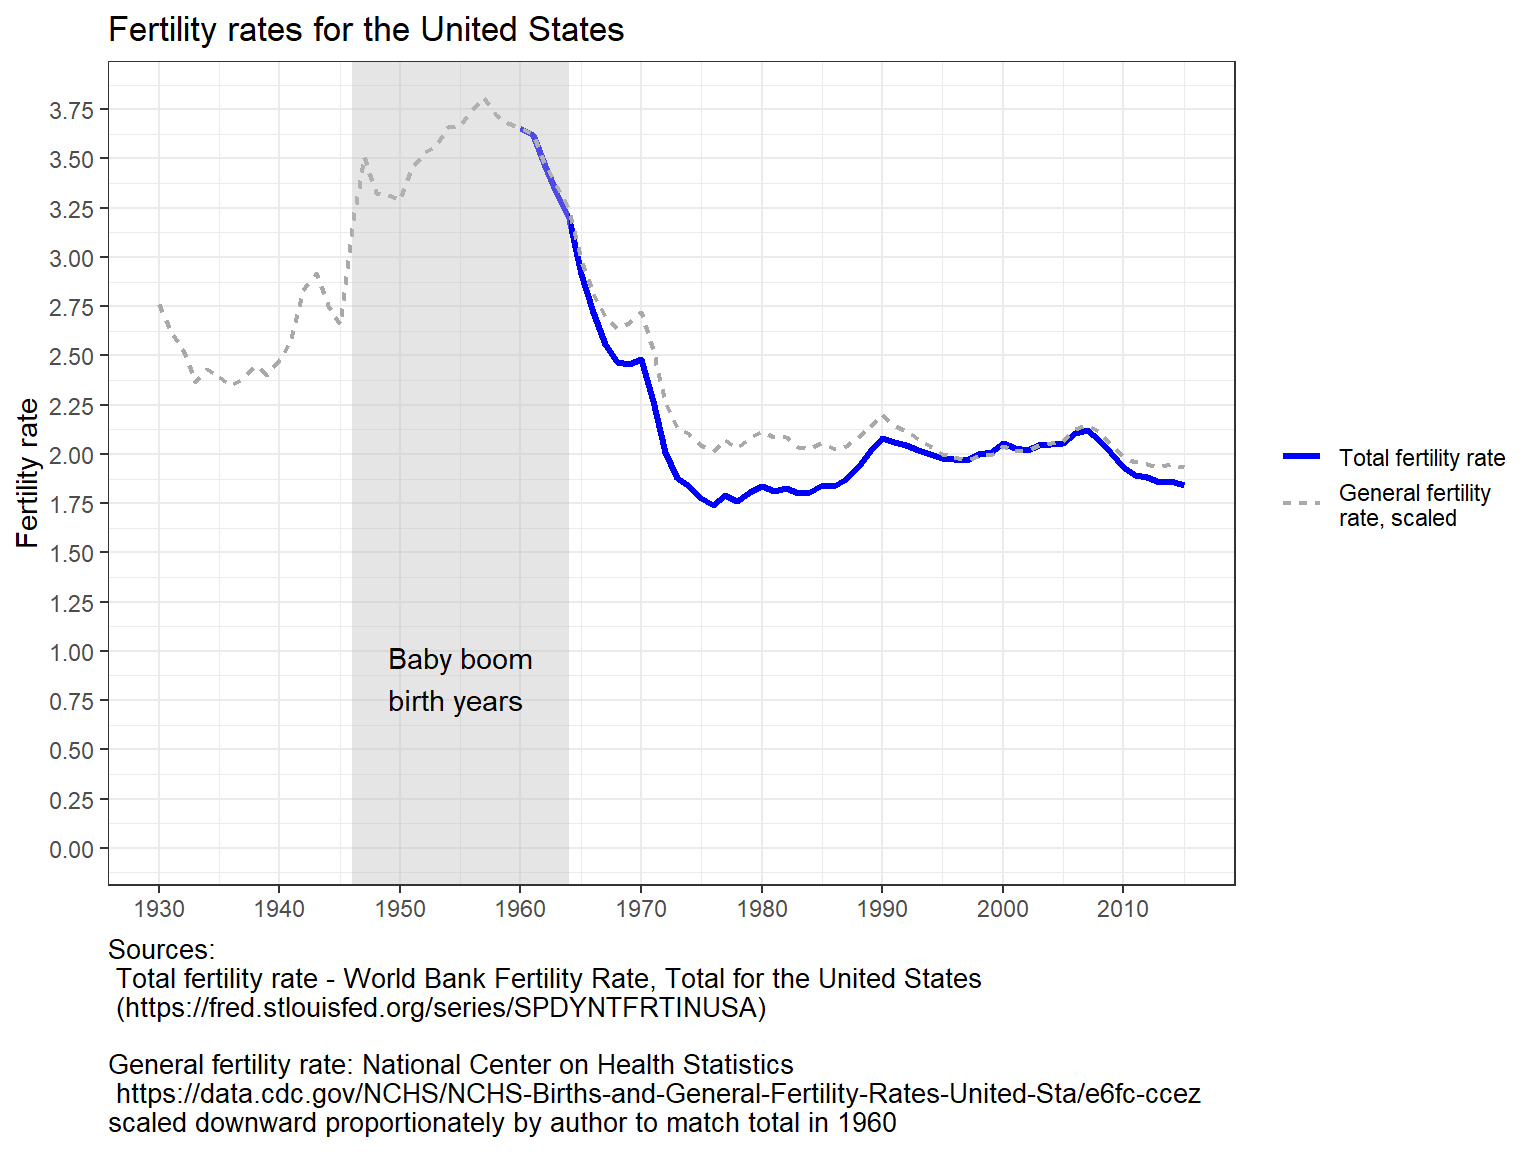 Fertility rates for the United States
Fertility rate
3.75
3.50
3.25
3.00
2.75
2.50
2.25
2.00
1.75
1.50
1.25
1.00
0.75
0.50
0.25
0.00
Baby boom
birth years
1930 1940 1950 1960 1970 1980 1990 2000 2010
Total fertility rate
General fertility
rate, scaled
Sources:
Total fertility rate - World Bank Fertility Rate, Total for the United States
(https://fred.stlouisfed.org/series/SPDYNTFRTINUSA)
General fertility rate: National Center on Health Statistics
https://data.cdc.gov/NCHS/NCHS-Births-and-General-Fertility-Rates-United-Sta/e6fc-ccez
scaled downward proportionately by author to match total in 1960